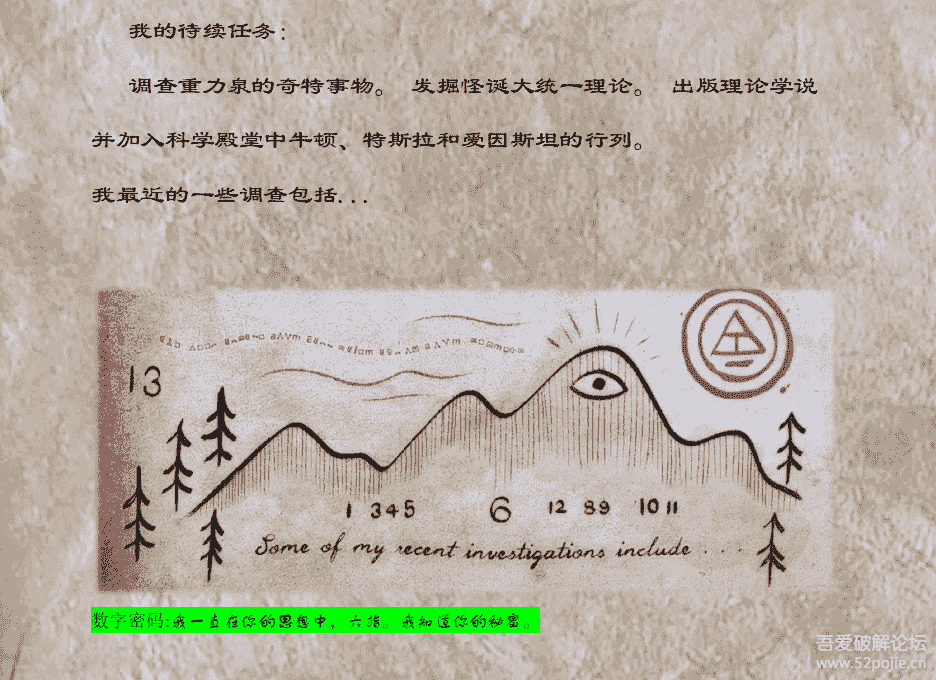 我的待续任务：
调查重力泉的奇特事物。 发掘怪诞大统一理论。 出版理论学说
并加入科学殿堂中牛顿、特斯拉和爱因斯坦的行列。
我最近的一些调查包括...
13
1 345 6 12 89 10 11
Some of my recent investigations include . . .
数字密码:我一直在你的思想中，六指。我知道你的秘密。
吾爱破解论坛
www.52pojie.cn